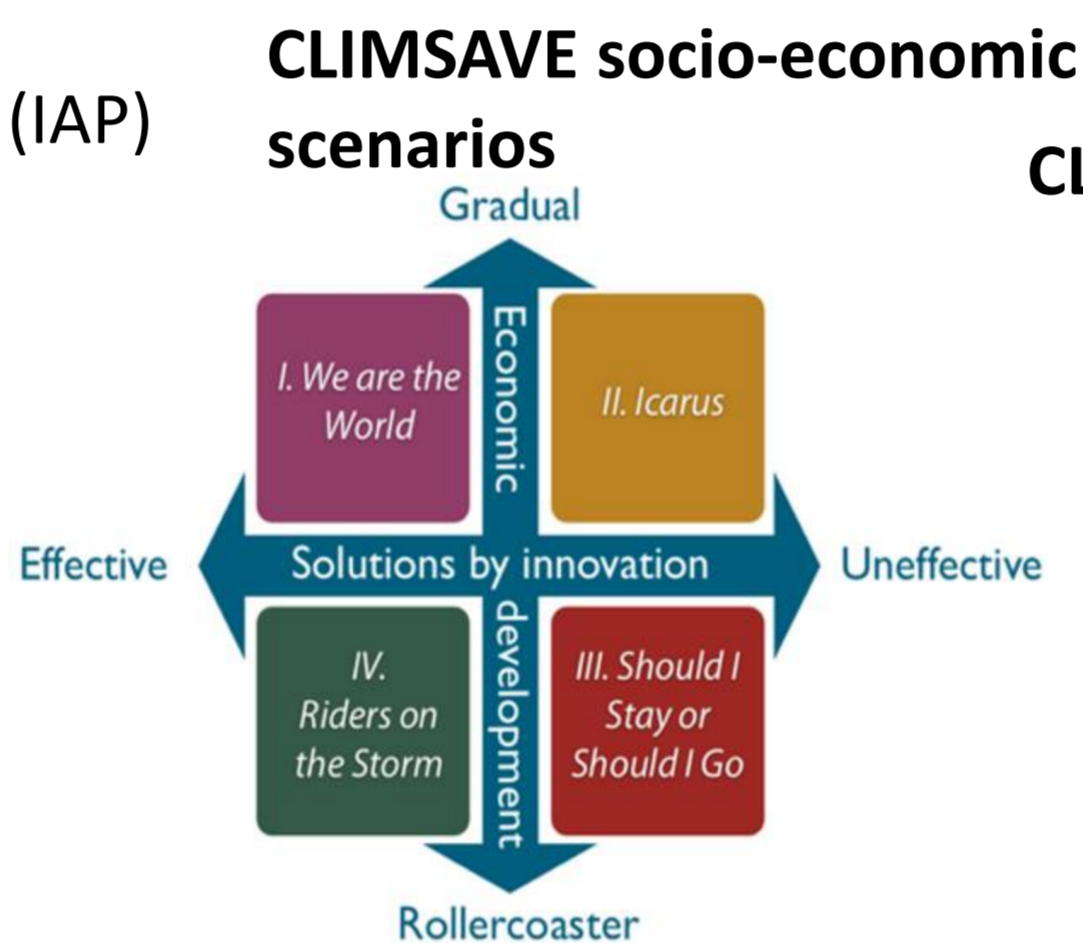 CLIMSAVE socio-economic
(IAP)
scenarios
CL
Gradual
Economic
I. We are the
World
II. Icarus
Effective
Solutions by innovation
Uneffective
development
IV.
Riders on
the Storm
III. Should I
Stay or
Should I Go
Rollercoaster